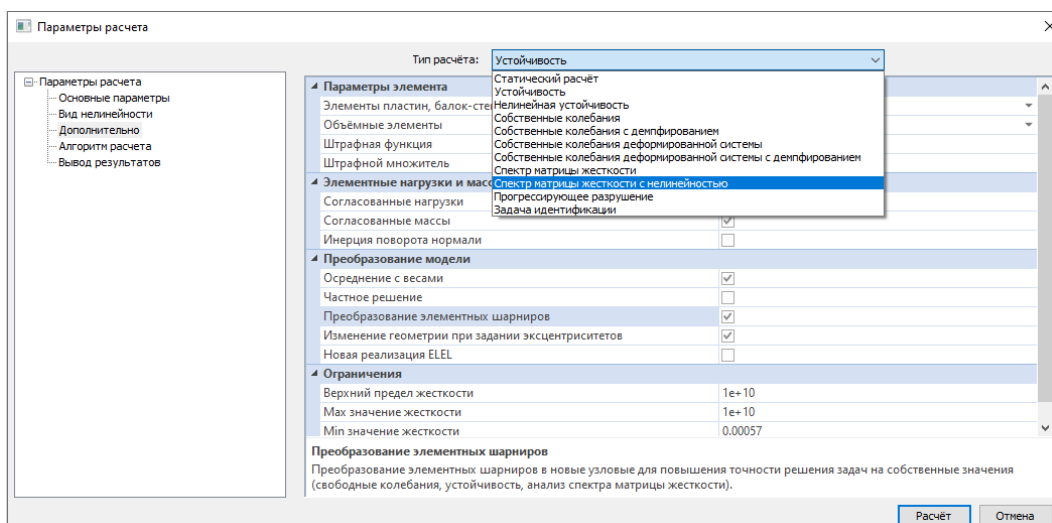 Параметры расчета
Тип расчёта: Устойчивость
Параметры расчета
Основные параметры
Вид нелинейности
Дополнительно
Алгоритм расчета
Вывод результатов
Статический расчёт
Устойчивость
Нелинейная устойчивость
Собственные колебания
Собственные колебания с демпфированием
Собственные колебания деформированной системы
Собственные колебания деформированной системы с демпфированием
Спектр матрицы жесткости
Спектр матрицы жесткости с нелинейностью
Прогрессирующее разрушение
Задача идентификации
Параметры элемента
Элементы пластин,
Объёмные элементы
Штрафная функция
Штрафной множитель
Элементные нагрузки и
Согласованные нагрузки
Согласованные массы
Инерция поворота нормали
Преобразование модели
Осреднение с весами
Частное решение
Преобразование элементных шарниров
Изменение геометрии при задании эксцентриситетов
Новая реализация ELEL
Ограничения
Верхний предел жесткости 1e+10
Max значение жесткости 1e+10
Min значение жесткости 0.00057
Преобразование элементных шарниров
Преобразование элементных шарниров в новые узловые для повышения точности решения задач на собственные значения
(свободные колебания, устойчивость, анализ спектра матрицы жесткости).
Расчёт Отмена